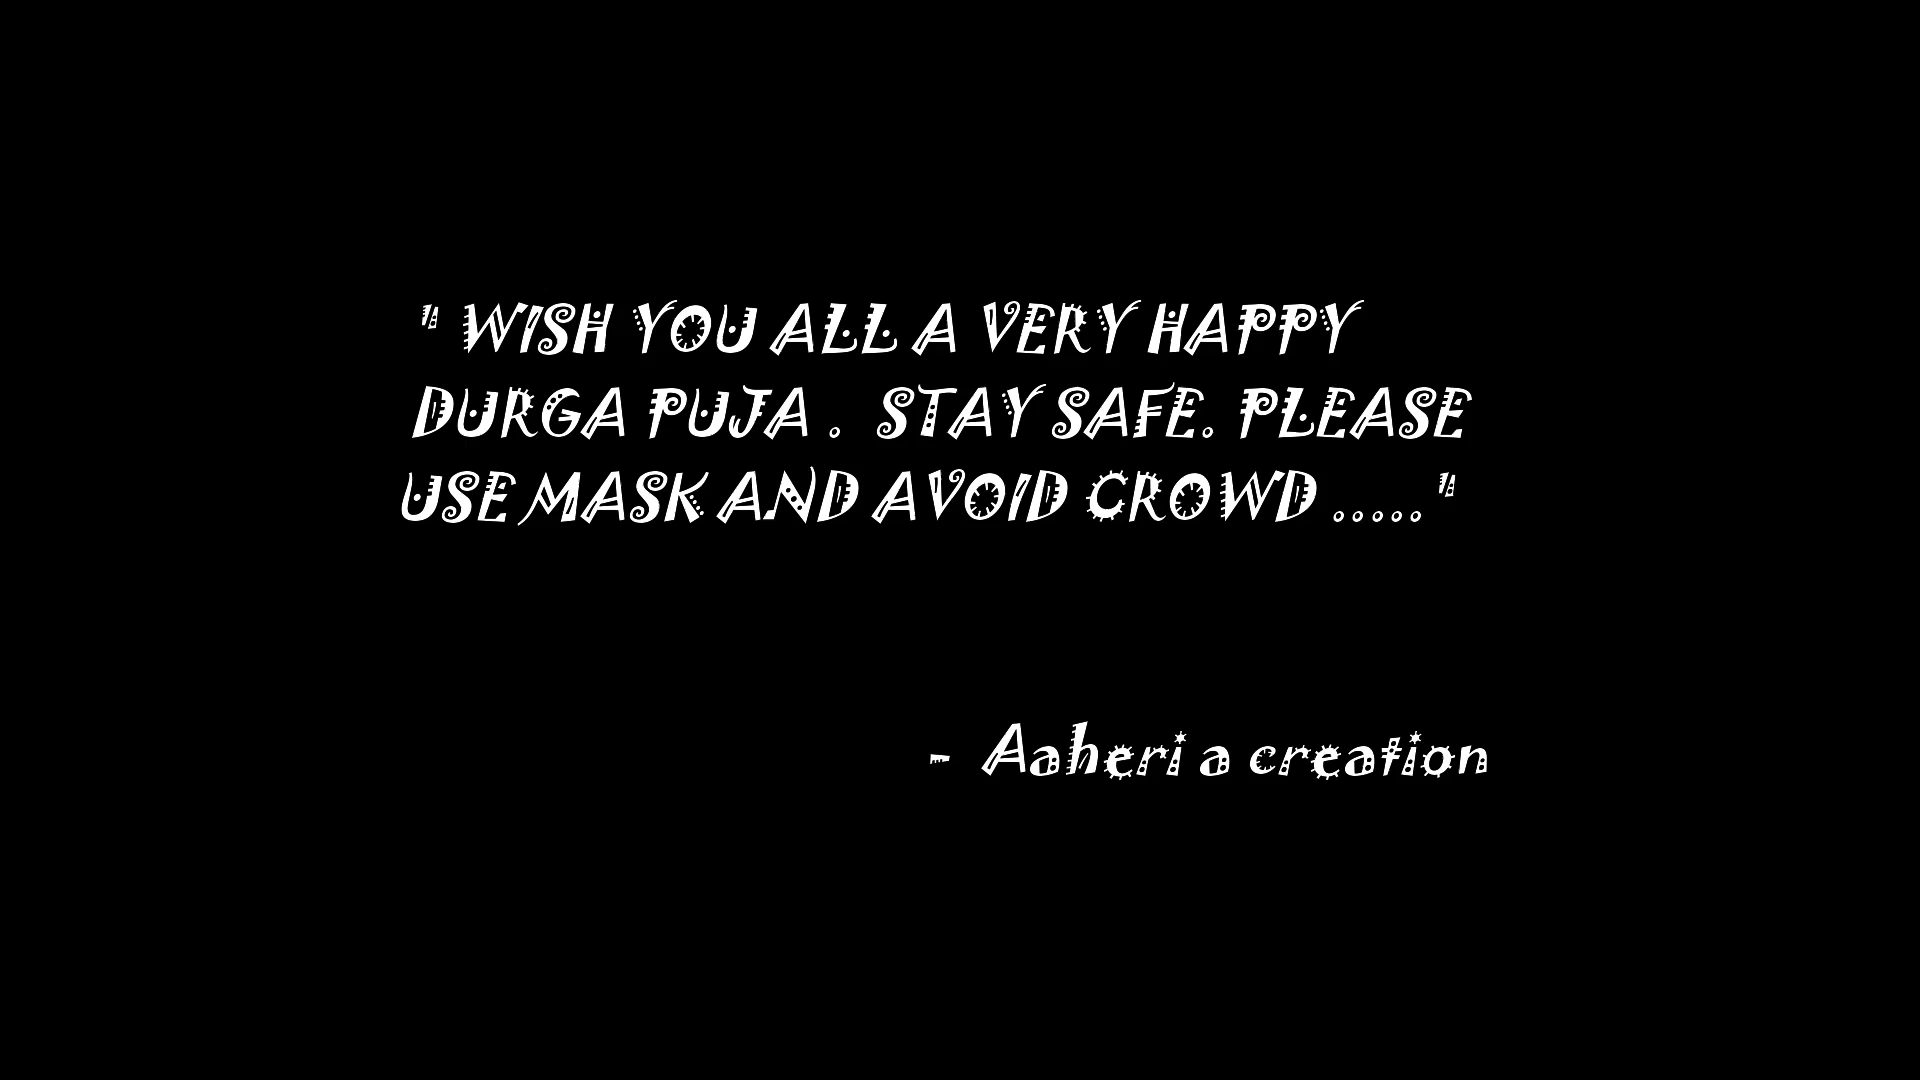 " WISH YOU ALL A VERY HAPPY
DURGA PUJA . STAY SAFE. PLEASE
USE MASK AND AVOID CROWD ....."
- Aaheri a creation